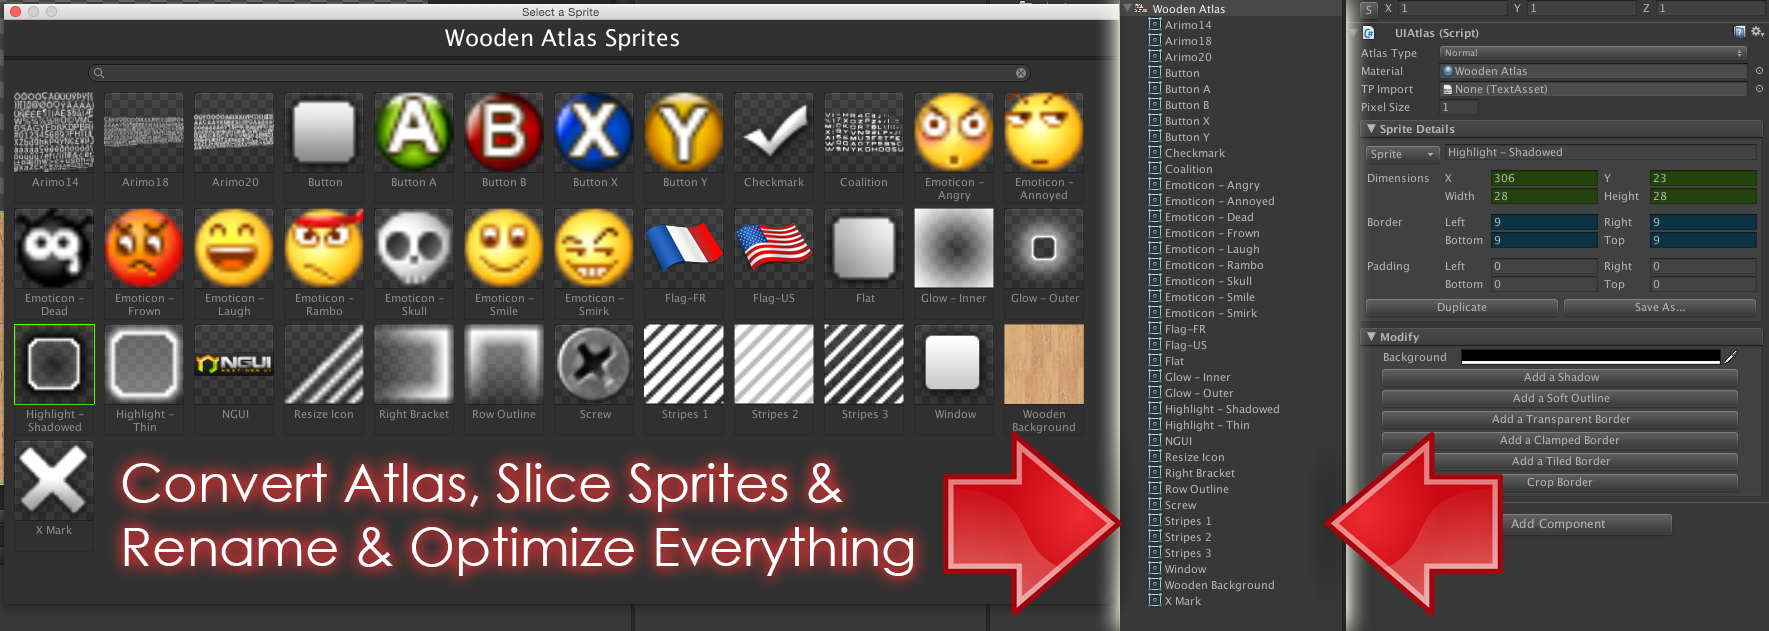 Select a Sprite
Wooden Atlas Sprites
Arimo14
Arimo18
Arimo20
Button
Button A
Button B
Button X
Button Y
Checkmark
Coalition
Emoticon – Angry
Emoticon – Annoyed
Emoticon – Dead
Emoticon – Frown
Emoticon – Laugh
Emoticon – Rambo
Emoticon – Skull
Emoticon – Smile
Emoticon – Smirk
Flag-FR
Flag-US
Flat
Glow – Inner
Glow – Outer
Highlight – Shadowed
Highlight – Thin
NGUI
NGUI
Resize Icon
Right Bracket
Row Outline
Screw
Stripes 1
Stripes 2
Stripes 3
Window
Wooden Background
X Mark
Convert Atlas, Slice Sprites &
Rename & Optimize Everything
Wooden Atlas
Arimo14
Arimo18
Arimo20
Button
Button A
Button B
Button X
Button Y
Checkmark
Coalition
Emoticon – Angry
Emoticon – Annoyed
Emoticon – Dead
Emoticon – Frown
Emoticon – Laugh
Emoticon – Rambo
Emoticon – Skull
Emoticon – Smile
Emoticon – Smirk
Flag-FR
Flag-US
Flat
Glow – Inner
Glow – Outer
Highlight – Shadowed
Highlight – Thin
NGUI
Resize Icon
Right Bracket
Row Outline
Screw
Stripes 1
Stripes 2
Stripes 3
Window
Wooden Background
X Mark
S X 1 Y 1 Z 1
UIAtlas (Script)
Atlas Type Normal
Material Wooden Atlas
TP Import None (TextAsset)
Pixel Size 1
Sprite Details
Sprite Highlight – Shadowed
Dimensions X 306 Y 23
Width 28 Height 28
Border Left 9 Right 9
Bottom 9 Top 9
Padding Left 0 Right 0
Bottom 0 Top 0
Duplicate Save As...
Modify
Background
Add a Shadow
Add a Soft Outline
Add a Transparent Border
Add a Clamped Border
Add a Tiled Border
Crop Border
Add Component